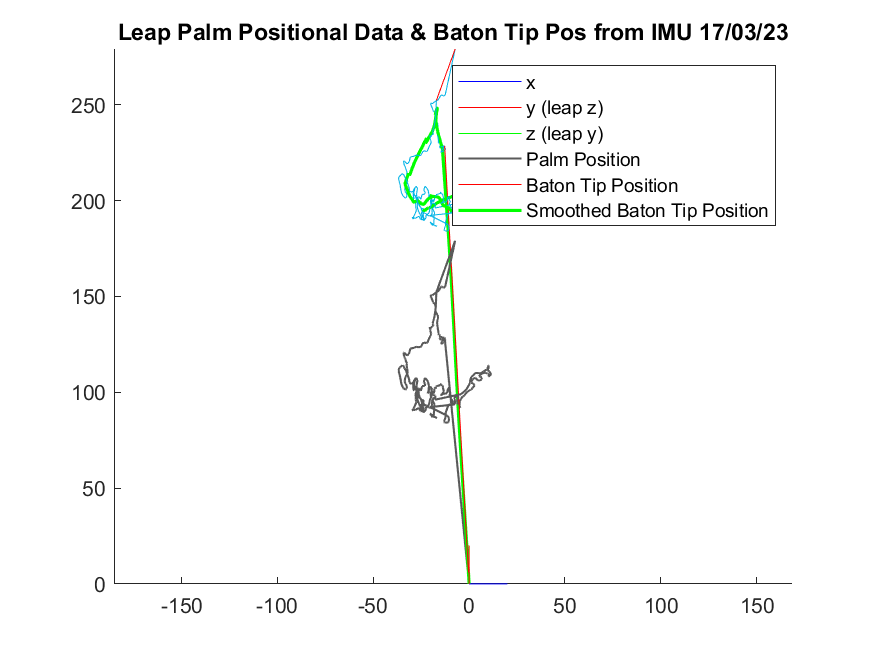 Leap Palm Positional Data & Baton Tip Pos from IMU 17/03/23
x
y (leap z)
z (leap y)
Palm Position
Baton Tip Position
Smoothed Baton Tip Position
250
200
150
100
50
0
-150 -100 -50 0 50 100 150